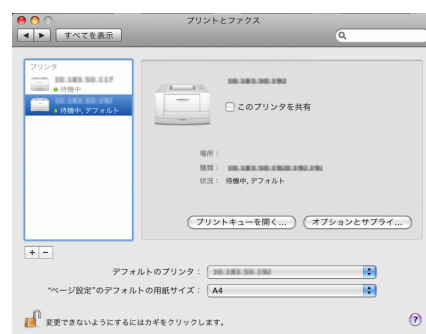 プリントとファクス
すべてを表示
プリンタ
待機中
待機中, デフォルト
このプリンタを共有
場所：
種類：
状況： 待機中, デフォルト
プリントキューを開く... オプションとサプライ...
+ −
デフォルトのプリンタ：
"ページ設定"のデフォルトの用紙サイズ： A4
変更できないようにするにはカギをクリックします。 ?